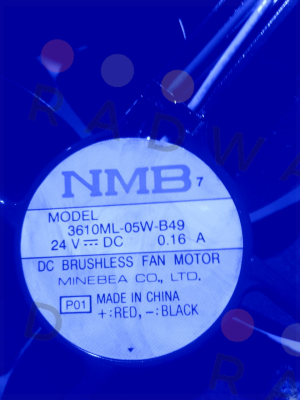 NMB 7
MODEL
3610ML-05W-B49
24 V ⎓ DC 0.16 A
DC BRUSHLESS FAN MOTOR
MINEBEA CO., LTD.
P01 MADE IN CHINA
+:RED, -:BLACK